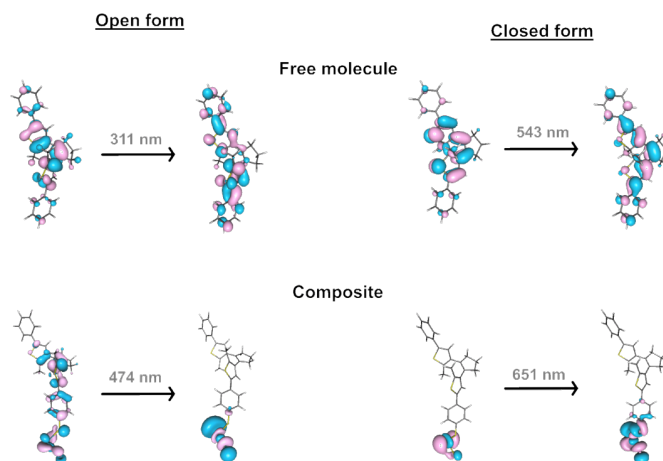 Open form
Closed form
Free molecule
311 nm
543 nm
Composite
474 nm
651 nm